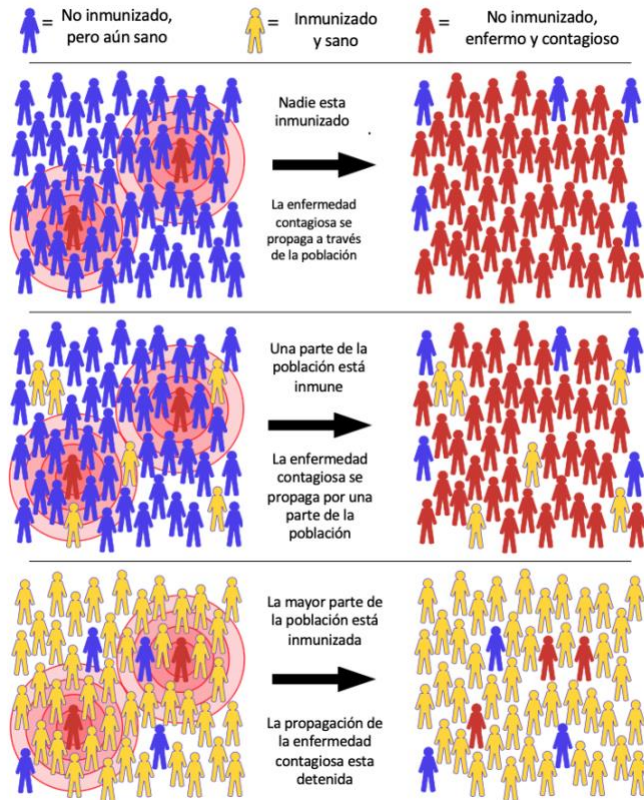 = No inmunizado,
pero aún sano
= Inmunizado
y sano
= No inmunizado,
enfermo y contagioso
Nadie esta
inmunizado
.
La enfermedad
contagiosa se
propaga a través
de la población
Una parte de la
población está
inmune
La enfermedad
contagiosa se
propaga por una
parte de la
población
La mayor parte de
la población está
inmunizada
La propagación de
la enfermedad
contagiosa esta
detenida